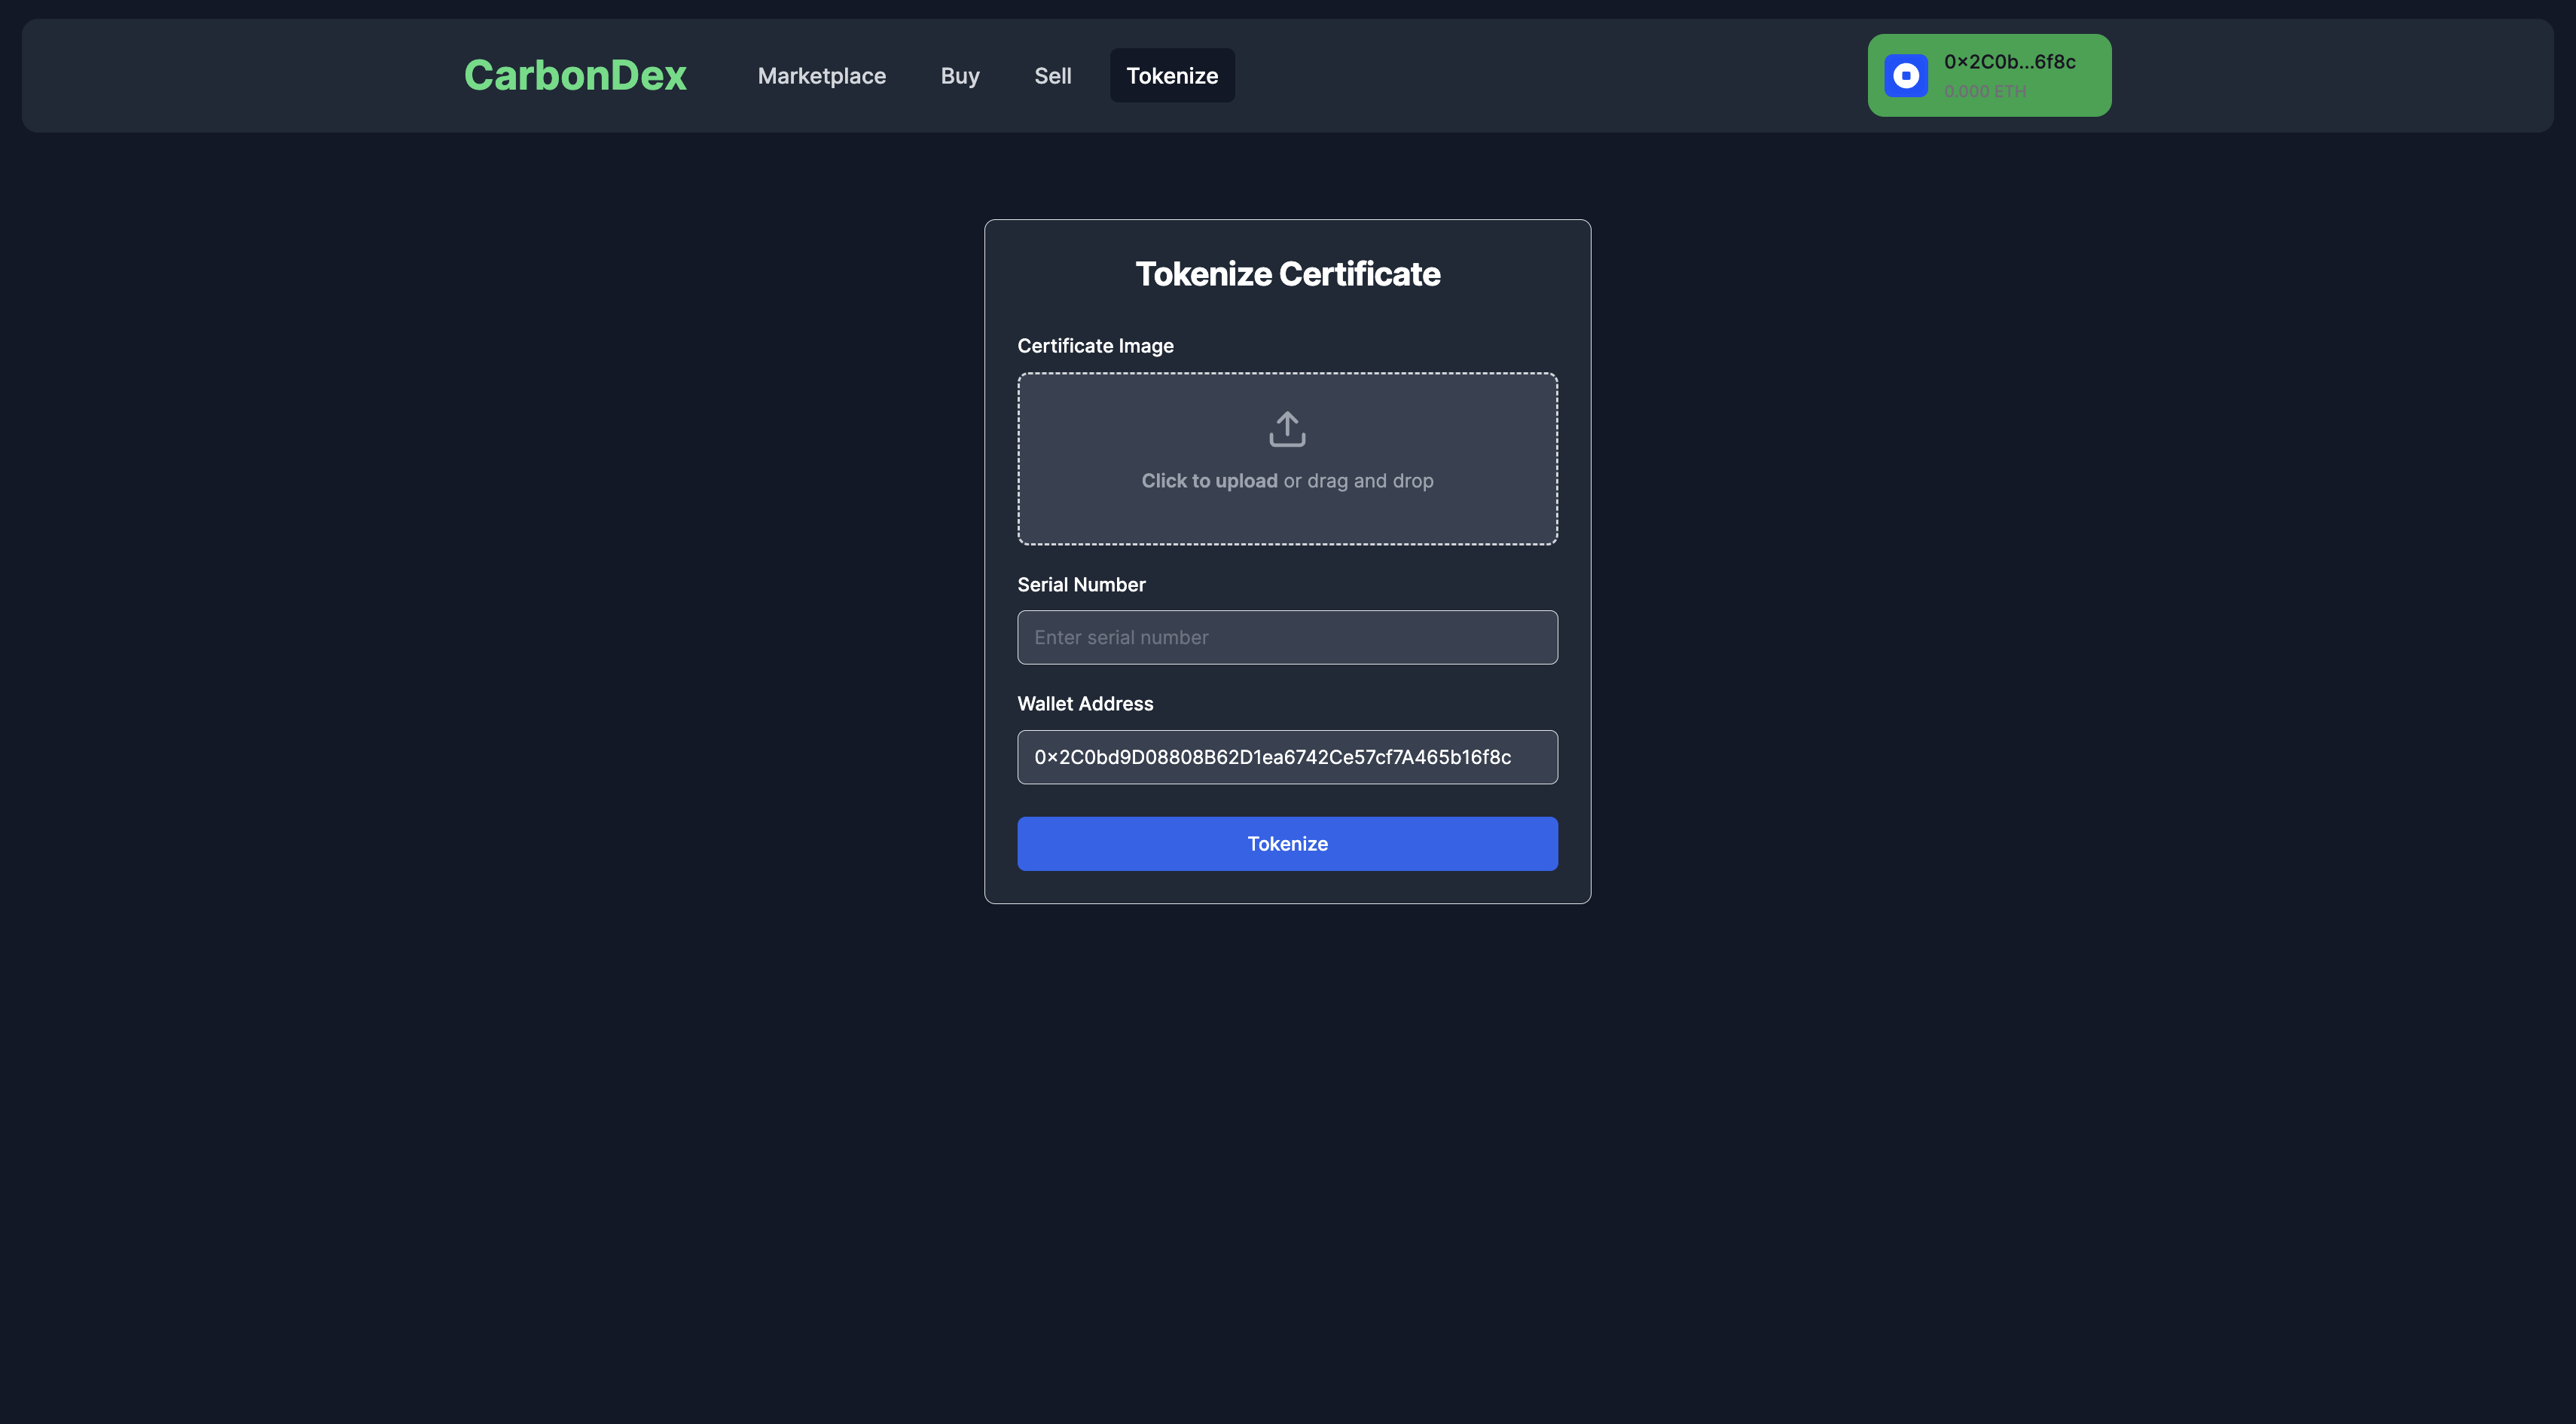 CarbonDex
Marketplace
Buy
Sell
Tokenize
0x2C0b...6f8c
0.000 ETH
Tokenize Certificate
Certificate Image
Click to upload or drag and drop
Serial Number
Enter serial number
Wallet Address
0x2C0bd9D08808B62D1ea6742Ce57cf7A465b16f8c
Tokenize